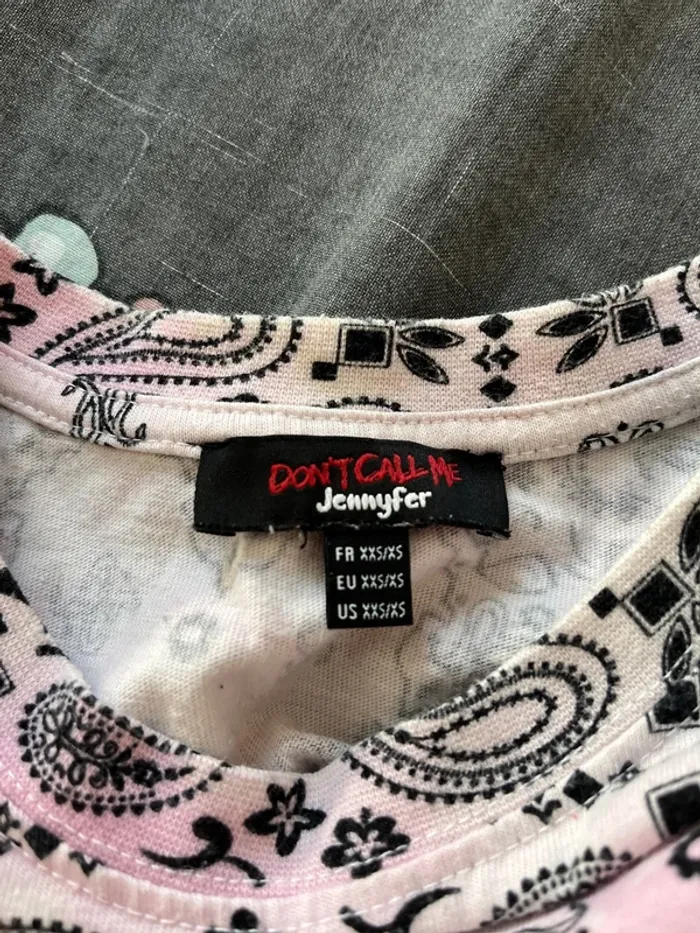 DON'T CALL ME
Jennyfer
FR XXS/XS
EU XXS/XS
US XXS/XS